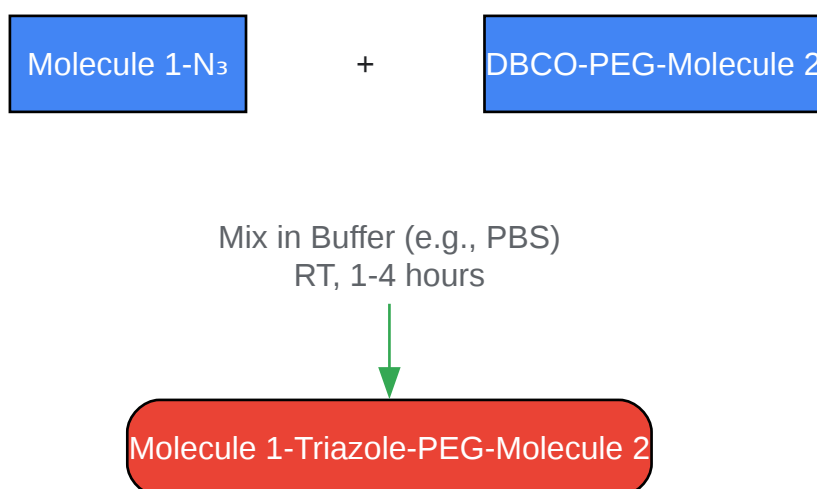 Molecule 1-N₃ + DBCO-PEG-Molecule 2
Mix in Buffer (e.g., PBS)
RT, 1-4 hours
Molecule 1-Triazole-PEG-Molecule 2